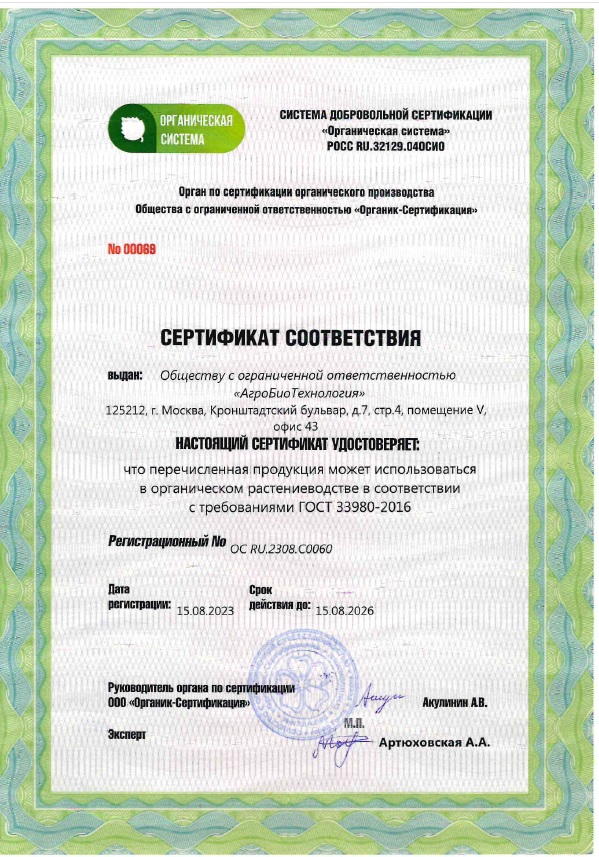 ОРГАНИЧЕСКАЯ
СИСТЕМА
СИСТЕМА ДОБРОВОЛЬНОЙ СЕРТИФИКАЦИИ
«Органическая система»
РОСС RU.32129.04ОСИО
Орган по сертификации органического производства
Общества с ограниченной ответственностью «Органик-Сертификация»
No 00069
СЕРТИФИКАТ СООТВЕТСТВИЯ
выдан: Обществу с ограниченной ответственностью
«АгроБиоТехнология»
125212, г. Москва, Кронштадтский бульвар, д.7, стр.4, помещение V,
офис 43
НАСТОЯЩИЙ СЕРТИФИКАТ УДОСТОВЕРЯЕТ:
что перечисленная продукция может использоваться
в органическом растениеводстве в соответствии
с требованиями ГОСТ 33980-2016
Регистрационный No ОС RU.2308.С0060
Дата
регистрации: 15.08.2023
Срок
действия до: 15.08.2026
Руководитель органа по сертификации
ООО «Органик-Сертификация»
Акулинин А.В.
М.П.
Эксперт
Артюховская А.А.